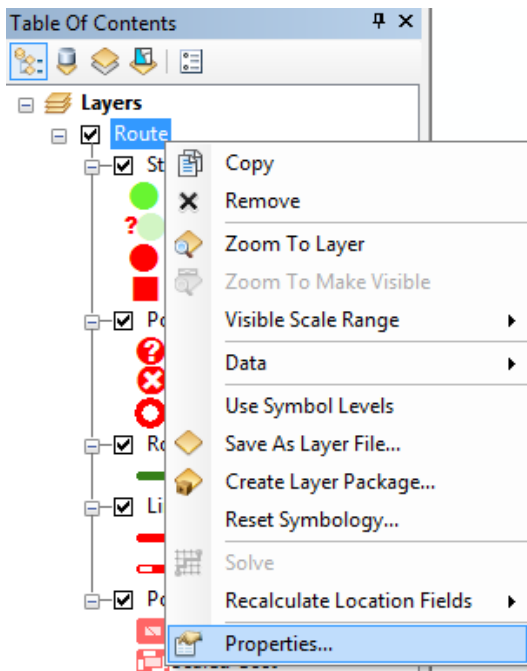 Table Of Contents
Layers
Route
St
Copy
Remove
?
Zoom To Layer
Zoom To Make Visible
Po
Visible Scale Range
?
Data
Use Symbol Levels
Ro
Save As Layer File...
Create Layer Package...
Li
Reset Symbology...
Solve
Po
Recalculate Location Fields
Properties...